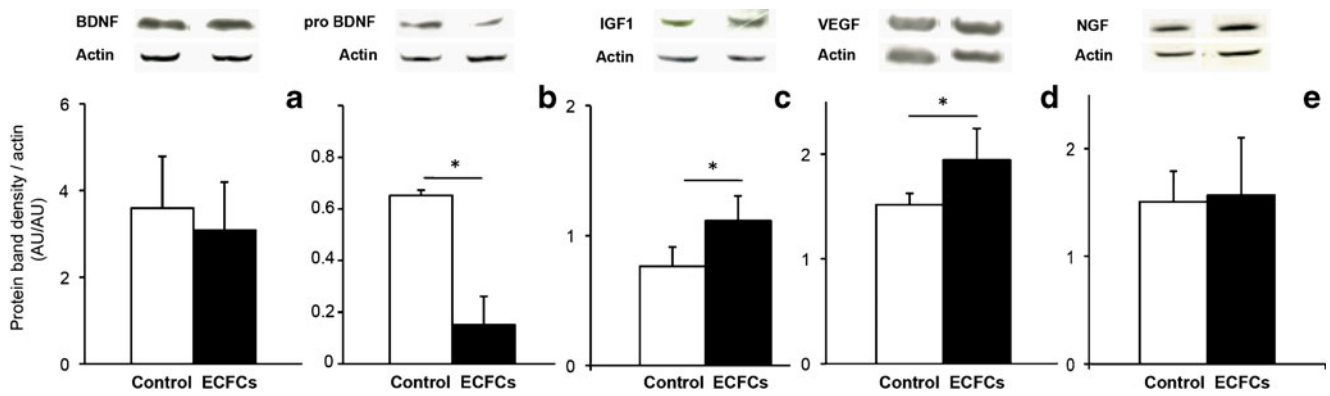 BDNF
Actin
pro BDNF
Actin
IGF1
Actin
VEGF
Actin
NGF
Actin
Protein band density / actin
(AU/AU)
6
4
2
0
a
*
0.8
0.6
0.4
0.2
0
b
*
2
1
0
c
*
2
1
0
d
2
1
0
e
Control ECFCs
Control ECFCs
Control ECFCs
Control ECFCs
Control ECFCs